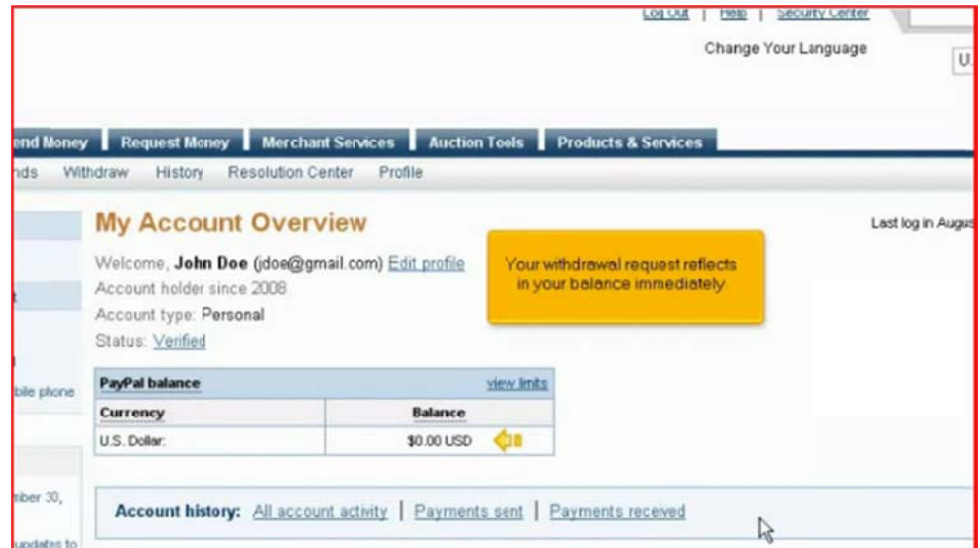 Log Out | Help | Security Center
Change Your Language
U.
end Money Request Money Merchant Services Auction Tools Products & Services
nds Withdraw History Resolution Center Profile
My Account Overview
Last log in Augus
Welcome, John Doe (jdoe@gmail.com) Edit profile
Account holder since 2008
Account type: Personal
Status: Verified
Your withdrawal request reflects
in your balance immediately
bile phone
PayPal balance view limits
Currency Balance
U.S. Dollar: $0.00 USD
mber 30,
Account history: All account activity | Payments sent | Payments received
updates to